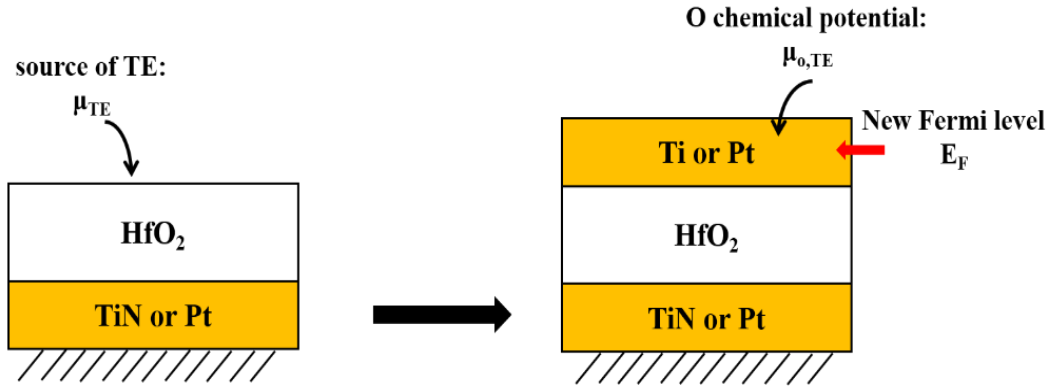 source of TE:
μTE
HfO2
TiN or Pt
O chemical potential:
μo,TE
New Fermi level
EF
Ti or Pt
HfO2
TiN or Pt